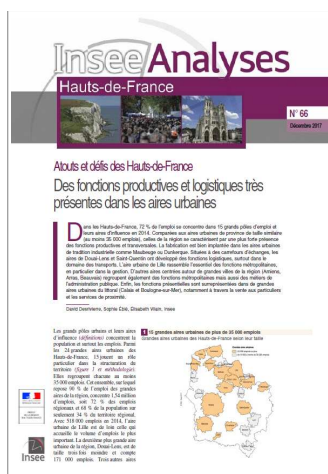 Insee Analyses
Hauts-de-France
N° 66
Décembre 2017
Atouts et défis des Hauts-de-France
Des fonctions productives et logistiques très
présentes dans les aires urbaines
Dans les Hauts-de-France, 72 % de l'emploi se concentre dans 15 grands pôles d'emploi et
leurs aires d'influence en 2014. Comparées aux aires urbaines de province de taille similaire
(au moins 35 000 emplois), celles de la région se caractérisent par une plus forte présence
des fonctions productives et transversales. La fabrication est bien implantée dans les aires urbaines
de tradition industrielle comme Maubeuge ou Dunkerque. Situées à des carrefours d'échanges, les
aires de Douai-Lens et Saint-Quentin ont développé des fonctions logistiques, surtout dans le
domaine des transports. L'aire urbaine de Lille rassemble l'essentiel des fonctions métropolitaines,
en particulier dans la gestion. D'autres aires centrées autour de grandes villes de la région (Amiens,
Arras, Beauvais) regroupent également des fonctions métropolitaines mais aussi des métiers de
l'administration publique. Enfin, les fonctions présentielles sont surreprésentées dans de grandes
aires urbaines du littoral (Calais et Boulogne-sur-Mer), notamment à travers la vente aux particuliers
et les services de proximité.
David Desrivierre, Sophie Éblé, Élisabeth Vilain, Insee
Les grands pôles urbains et leurs aires
d'influence (définitions) concentrent la
population et surtout les emplois. Parmi
les 24 grandes aires urbaines des
Hauts-de-France, 15 jouent un rôle
particulier dans la structuration du
territoire (figure 1 et méthodologie).
Elles regroupent chacune au moins
35 000 emplois. Cet ensemble, sur lequel
repose 90 % de l'emploi des grandes
aires urbaines, concentre 1,54 million
d'emplois, soit 72 % des emplois
régionaux et 68 % de la population sur
seulement 34 % du territoire régional.
Avec 510 000 emplois en 2014, l'aire
urbaine de Lille est de loin celle qui
accueille le volume d'emplois le plus
important. La deuxième plus grande aire
urbaine de la région, Douai-Lens, est de
taille trois fois moindre et compte
171 000 emplois. Trois autres aires
1 15 grandes aires urbaines de plus de 35 000 emplois
Grandes aires urbaines des Hauts-de-France selon leur taille
Insee